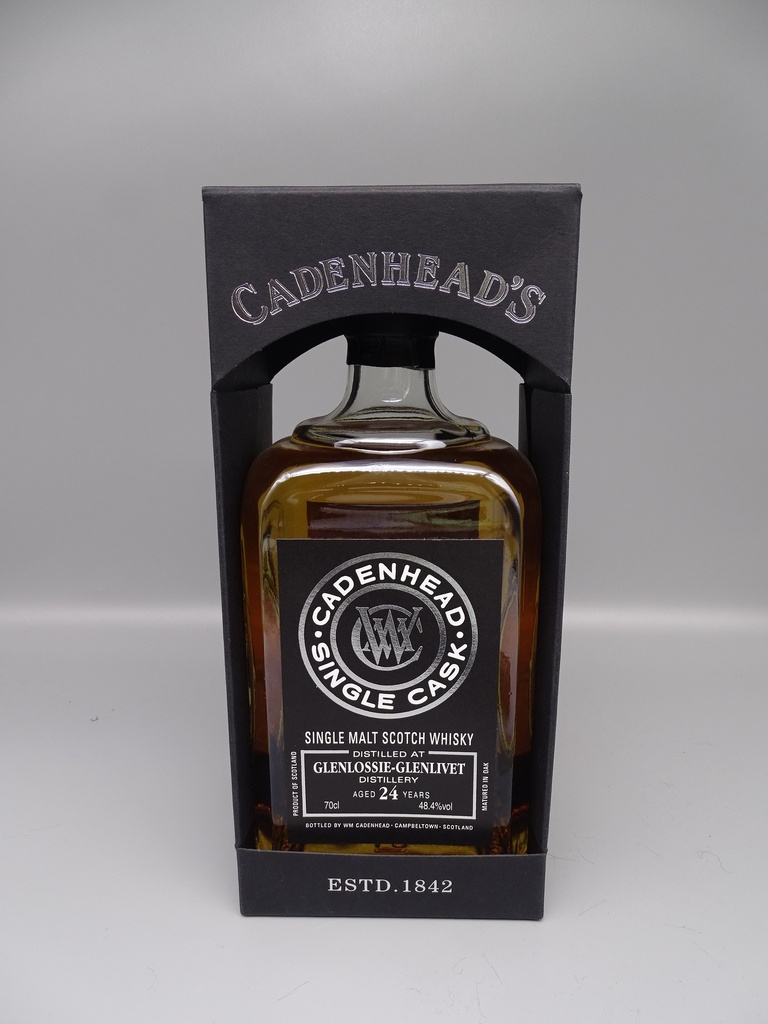 CADENHEAD'S
CADENHEAD
WC
• SINGLE CASK •
SINGLE MALT SCOTCH WHISKY
DISTILLED AT
GLENLOSSIE-GLENLIVET
DISTILLERY
AGED 24 YEARS
70cl 48.4%vol
PRODUCT OF SCOTLAND
MATURED IN OAK
BOTTLED BY WM CADENHEAD · CAMPBELTOWN · SCOTLAND
ESTD.1842